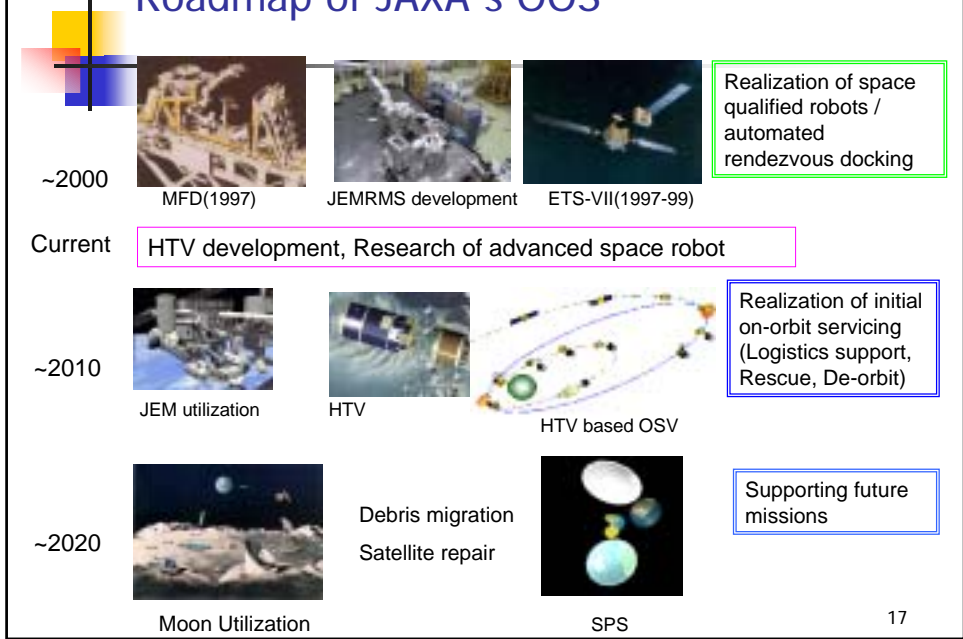 Roadmap of JAXA's OOS
Realization of space
qualified robots /
automated
rendezvous docking
~2000
MFD(1997)
JEMRMS development
ETS-VII(1997-99)
Current
HTV development, Research of advanced space robot
Realization of initial
on-orbit servicing
(Logistics support,
Rescue, De-orbit)
~2010
JEM utilization
HTV
HTV based OSV
Supporting future
missions
Debris migration
~2020
Satellite repair
Moon Utilization
SPS
17